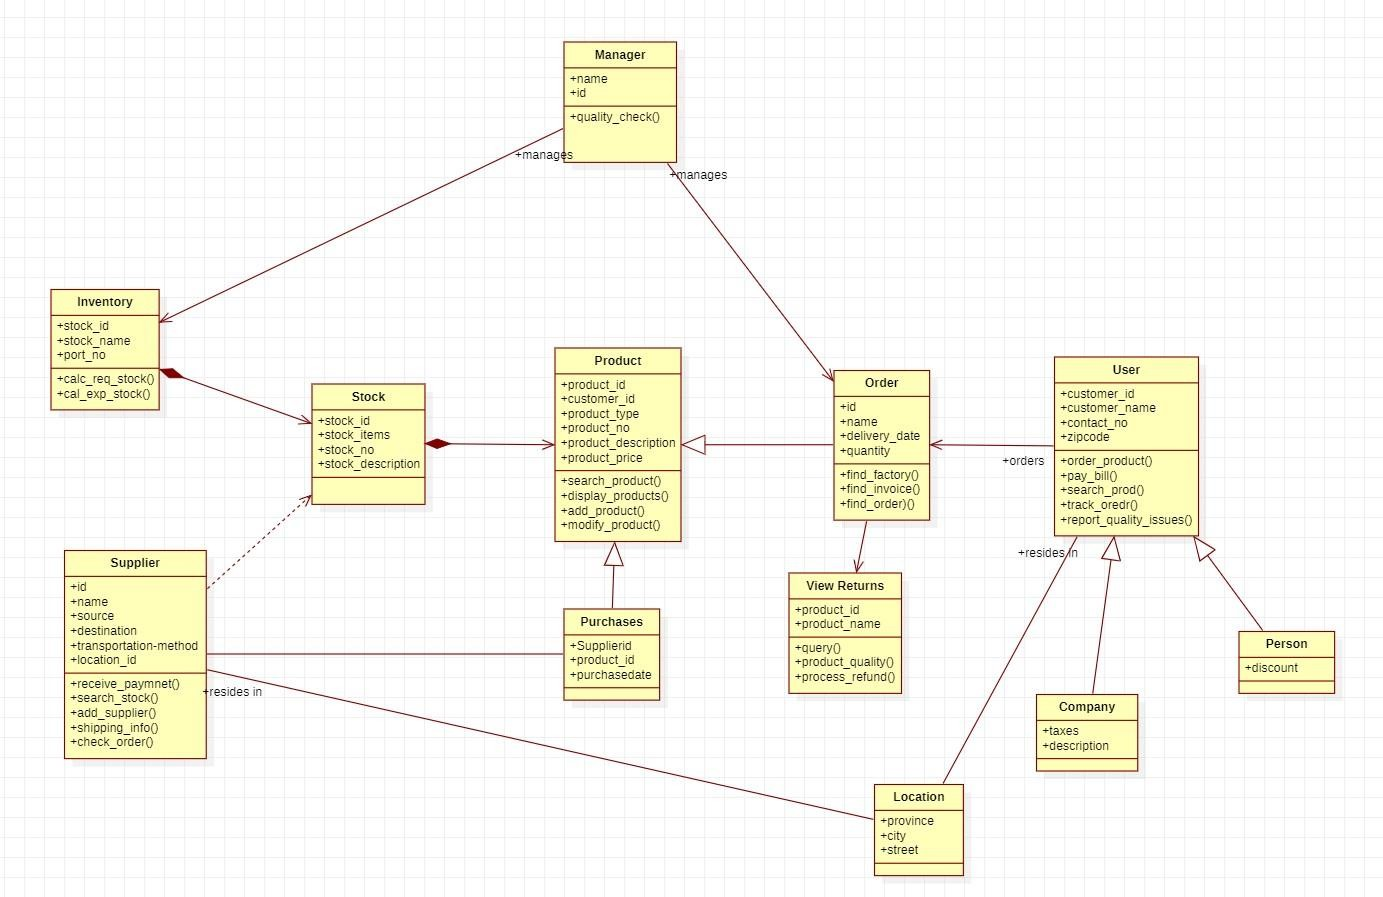 Manager
+name
+id
+quality_check()
+manages
+manages
Inventory
+stock_id
+stock_name
+port_no
+calc_req_stock()
+cal_exp_stock()
Stock
+stock_id
+stock_items
+stock_no
+stock_description
Product
+product_id
+customer_id
+product_type
+product_no
+product_description
+product_price
+search_product()
+display_products()
+add_product()
+modify_product()
Order
+id
+name
+delivery_date
+quantity
+find_factory()
+find_invoice()
+find_order)()
+orders
User
+customer_id
+customer_name
+contact_no
+zipcode
+order_product()
+pay_bill()
+search_prod()
+track_oredr()
+report_quality_issues()
+resides in
Supplier
+id
+name
+source
+destination
+transportation-method
+location_id
+receive_paymnet()
+search_stock()
+add_supplier()
+shipping_info()
+check_order()
+resides in
Purchases
+Supplierid
+product_id
+purchasedate
View Returns
+product_id
+product_name
+query()
+product_quality()
+process_refund()
Person
+discount
Company
+taxes
+description
Location
+province
+city
+street